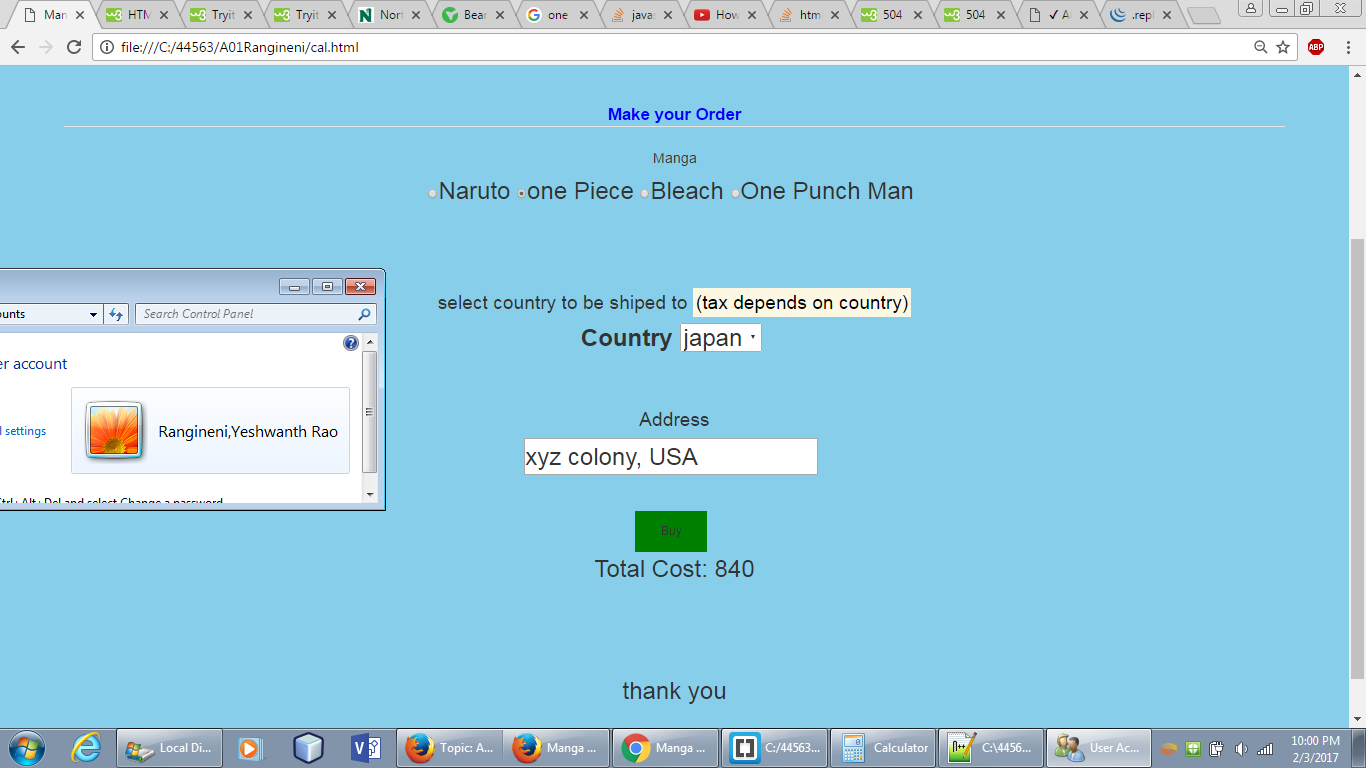 Man
HTM
Tryit
Tryit
Nort
Bear
one
javas
How
htm
504
504
✓ A
.repl
file:///C:/44563/A01Rangineni/cal.html
ABP
Make your Order
Manga
Naruto one Piece Bleach One Punch Man
select country to be shiped to (tax depends on country)
Country japan
Address
xyz colony, USA
Buy
Total Cost: 840
thank you
unts
Search Control Panel
er account
l settings
Rangineni,Yeshwanth Rao
Ctrl+Alt+Del and select Change a password
Local Di...
Topic: A...
Manga ...
Manga ...
C:/44563...
Calculator
C:\4456...
User Ac...
10:00 PM
2/3/2017